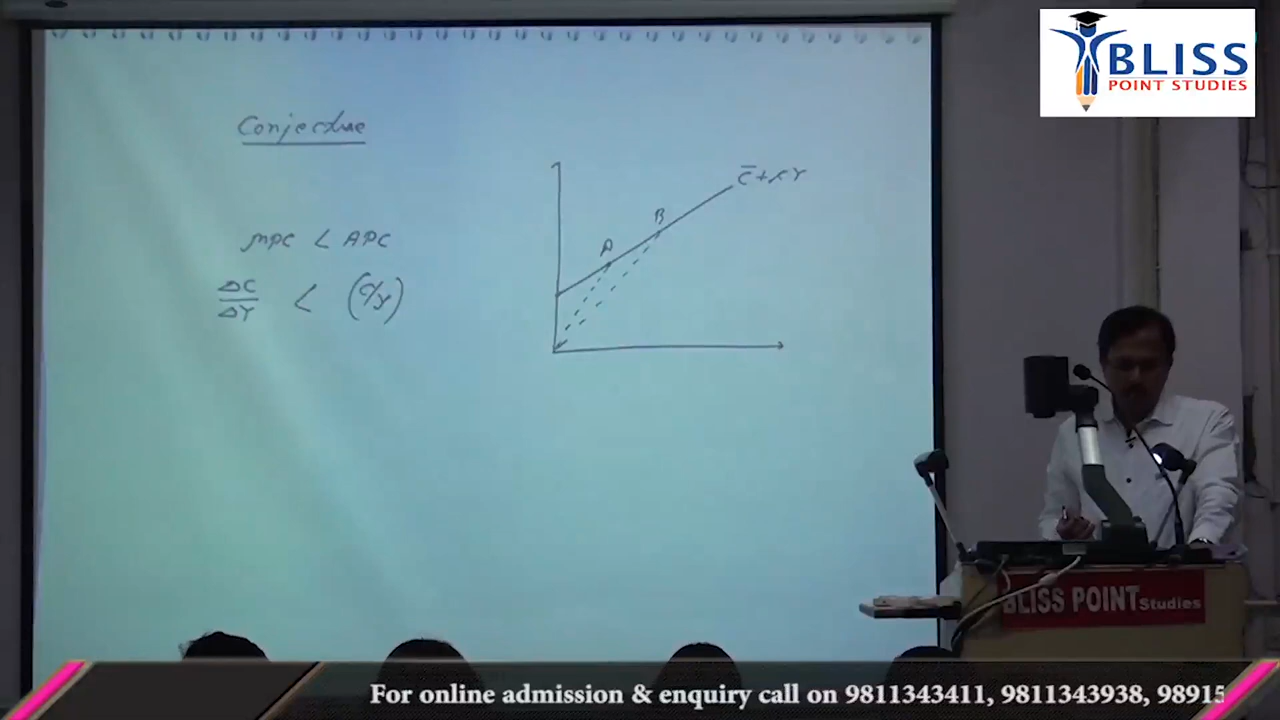 BLISS
POINT STUDIES
Conjecture
C̅ + cY
B
A
MPC < APC
ΔC/ΔY < (C/Y)
BLISS POINT Studies
For online admission & enquiry call on 9811343411, 9811343938, 98915